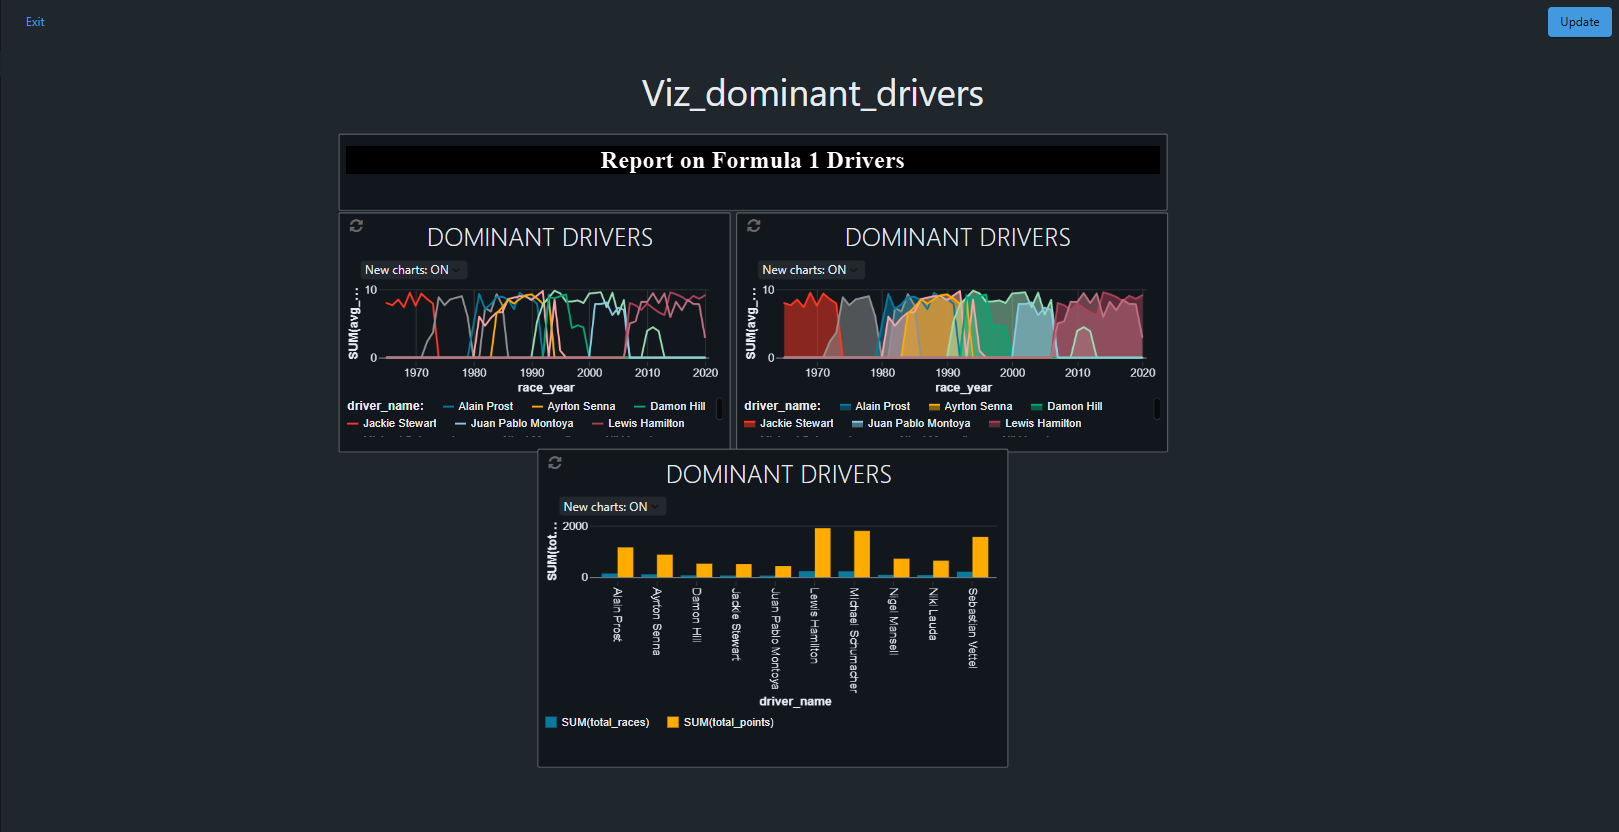 Exit
Update
Viz_dominant_drivers
Report on Formula 1 Drivers
DOMINANT DRIVERS
New charts: ON
SUM(avg_...
10
0
1970 1980 1990 2000 2010 2020
race_year
driver_name: Alain Prost Ayrton Senna Damon Hill
Jackie Stewart Juan Pablo Montoya Lewis Hamilton
DOMINANT DRIVERS
New charts: ON
SUM(avg_...
10
0
1970 1980 1990 2000 2010 2020
race_year
driver_name: Alain Prost Ayrton Senna Damon Hill
Jackie Stewart Juan Pablo Montoya Lewis Hamilton
DOMINANT DRIVERS
New charts: ON
SUM(tot...
2000
0
Alain Prost
Ayrton Senna
Damon Hill
Jackie Stewart
Juan Pablo Montoya
Lewis Hamilton
Michael Schumacher
Nigel Mansell
Niki Lauda
Sebastian Vettel
driver_name
SUM(total_races) SUM(total_points)